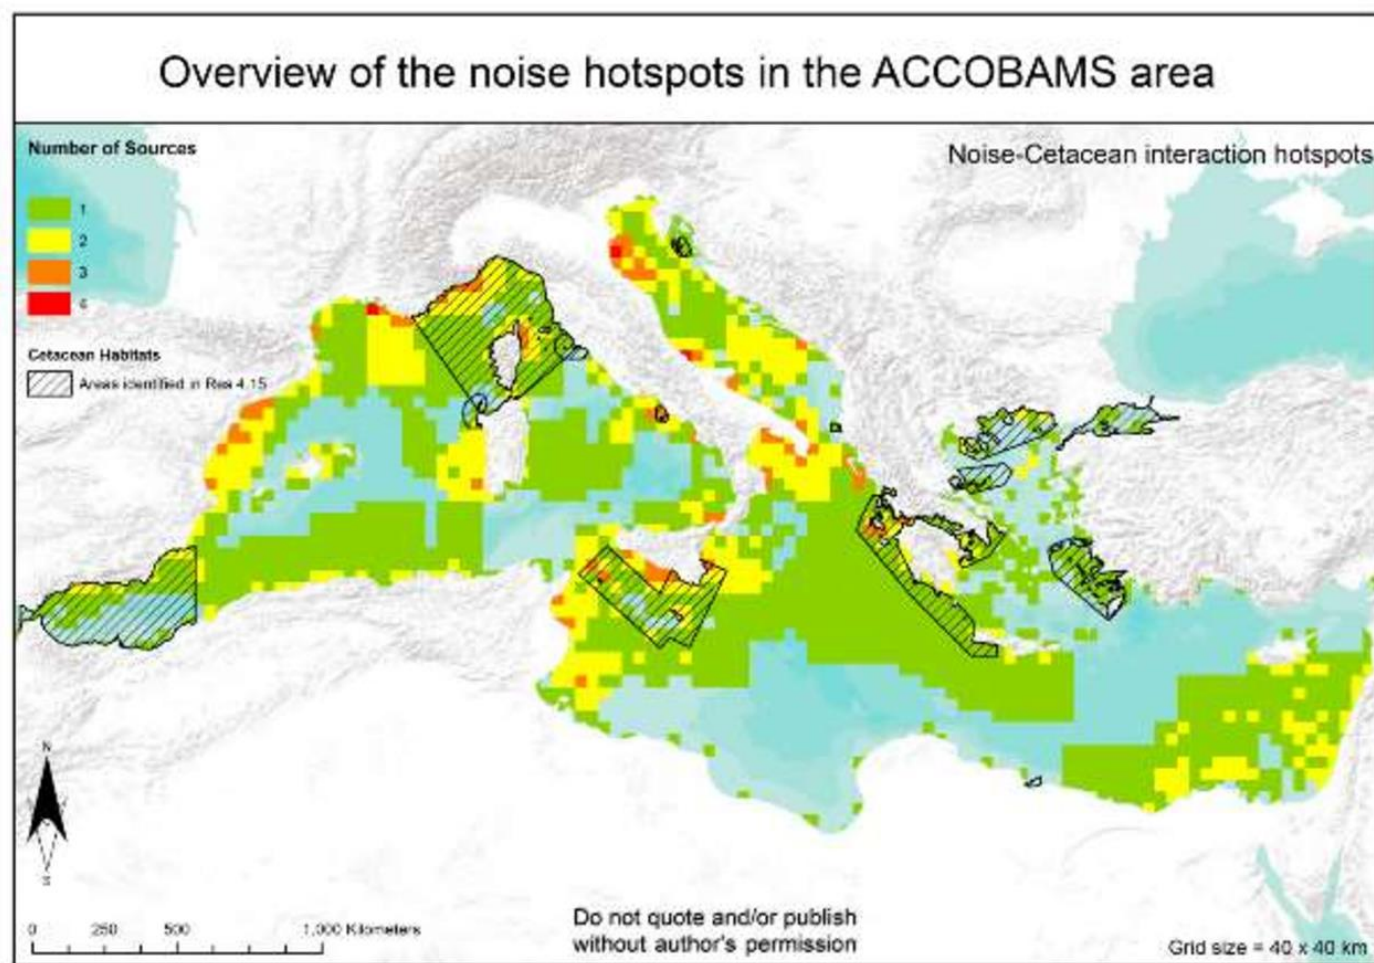 Overview of the noise hotspots in the ACCOBAMS area
Number of Sources
Noise-Cetacean interaction hotspots
1
2
3
Cetacean Habitats
Areas identified in Res 4.15
N
S
0 250 500 1,000 Kilometers
Do not quote and/or publish
without author's permission
Grid size = 40 x 40 km